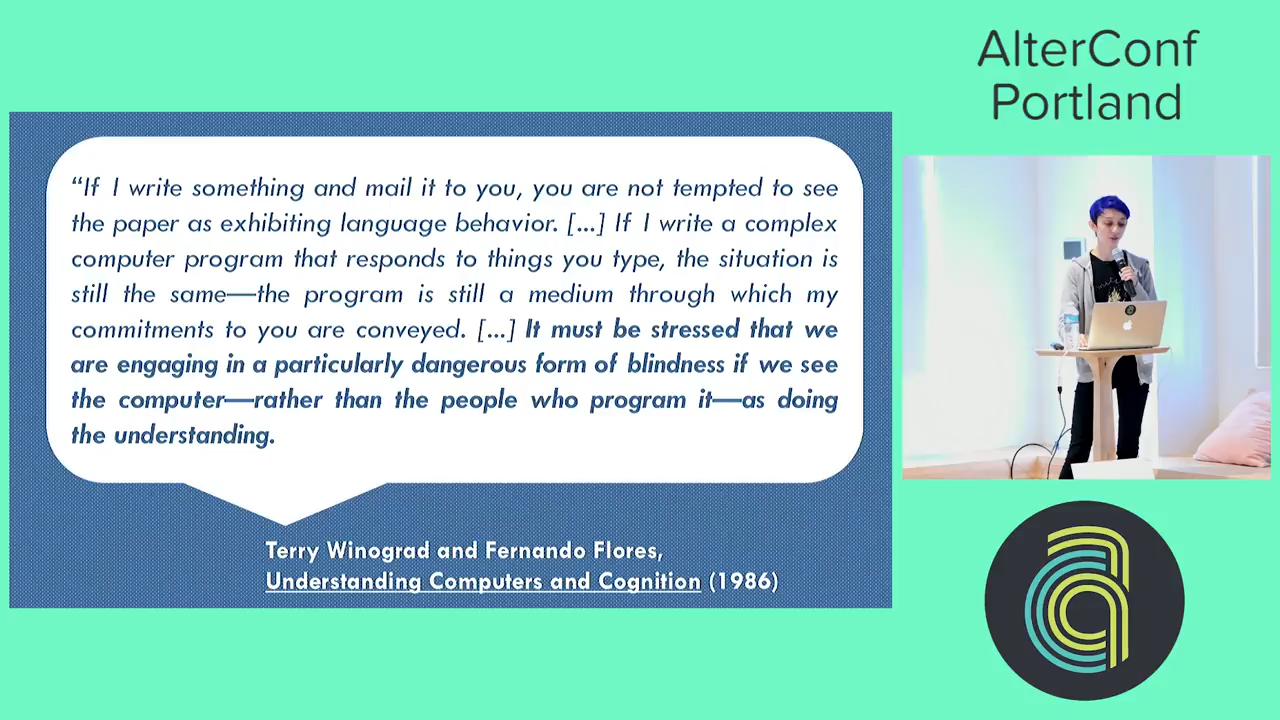 AlterConf
Portland
“If I write something and mail it to you, you are not tempted to see
the paper as exhibiting language behavior. [...] If I write a complex
computer program that responds to things you type, the situation is
still the same—the program is still a medium through which my
commitments to you are conveyed. [...] It must be stressed that we
are engaging in a particularly dangerous form of blindness if we see
the computer—rather than the people who program it—as doing
the understanding.
Terry Winograd and Fernando Flores,
Understanding Computers and Cognition (1986)